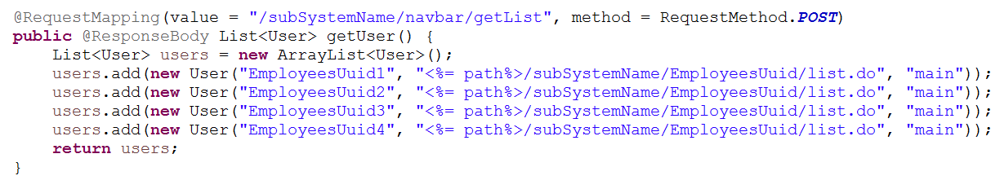 @RequestMapping(value = "/subSystemName/navbar/getList", method = RequestMethod.POST)
public @ResponseBody List<User> getUser() {
    List<User> users = new ArrayList<User>();
    users.add(new User("EmployeesUuid1", "<%= path%>/subSystemName/EmployeesUuid/list.do", "main"));
    users.add(new User("EmployeesUuid2", "<%= path%>/subSystemName/EmployeesUuid/list.do", "main"));
    users.add(new User("EmployeesUuid3", "<%= path%>/subSystemName/EmployeesUuid/list.do", "main"));
    users.add(new User("EmployeesUuid4", "<%= path%>/subSystemName/EmployeesUuid/list.do", "main"));
    return users;
}